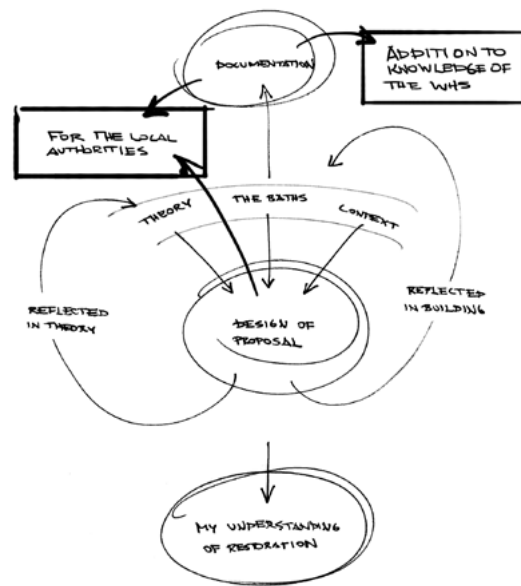 DOCUMENTATION
ADDITION TO
KNOWLEDGE OF
THE WHS
FOR THE LOCAL
AUTHORITIES
THEORY
THE BATHS
CONTEXT
REFLECTED
IN THEORY
REFLECTED
IN BUILDING
DESIGN OF
PROPOSAL
MY UNDERSTANDING
OF RESTORATION